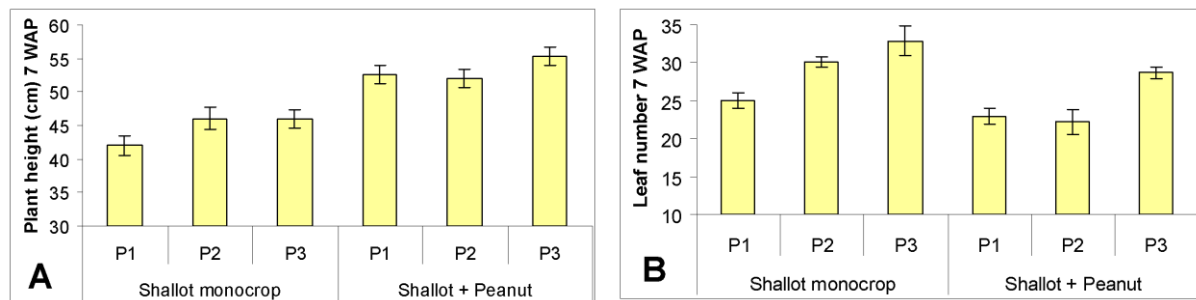 A
Plant height (cm) 7 WAP
60
55
50
45
40
35
30
P1 P2 P3 P1 P2 P3
Shallot monocrop Shallot + Peanut
B
Leaf number 7 WAP
35
30
25
20
15
10
P1 P2 P3 P1 P2 P3
Shallot monocrop Shallot + Peanut